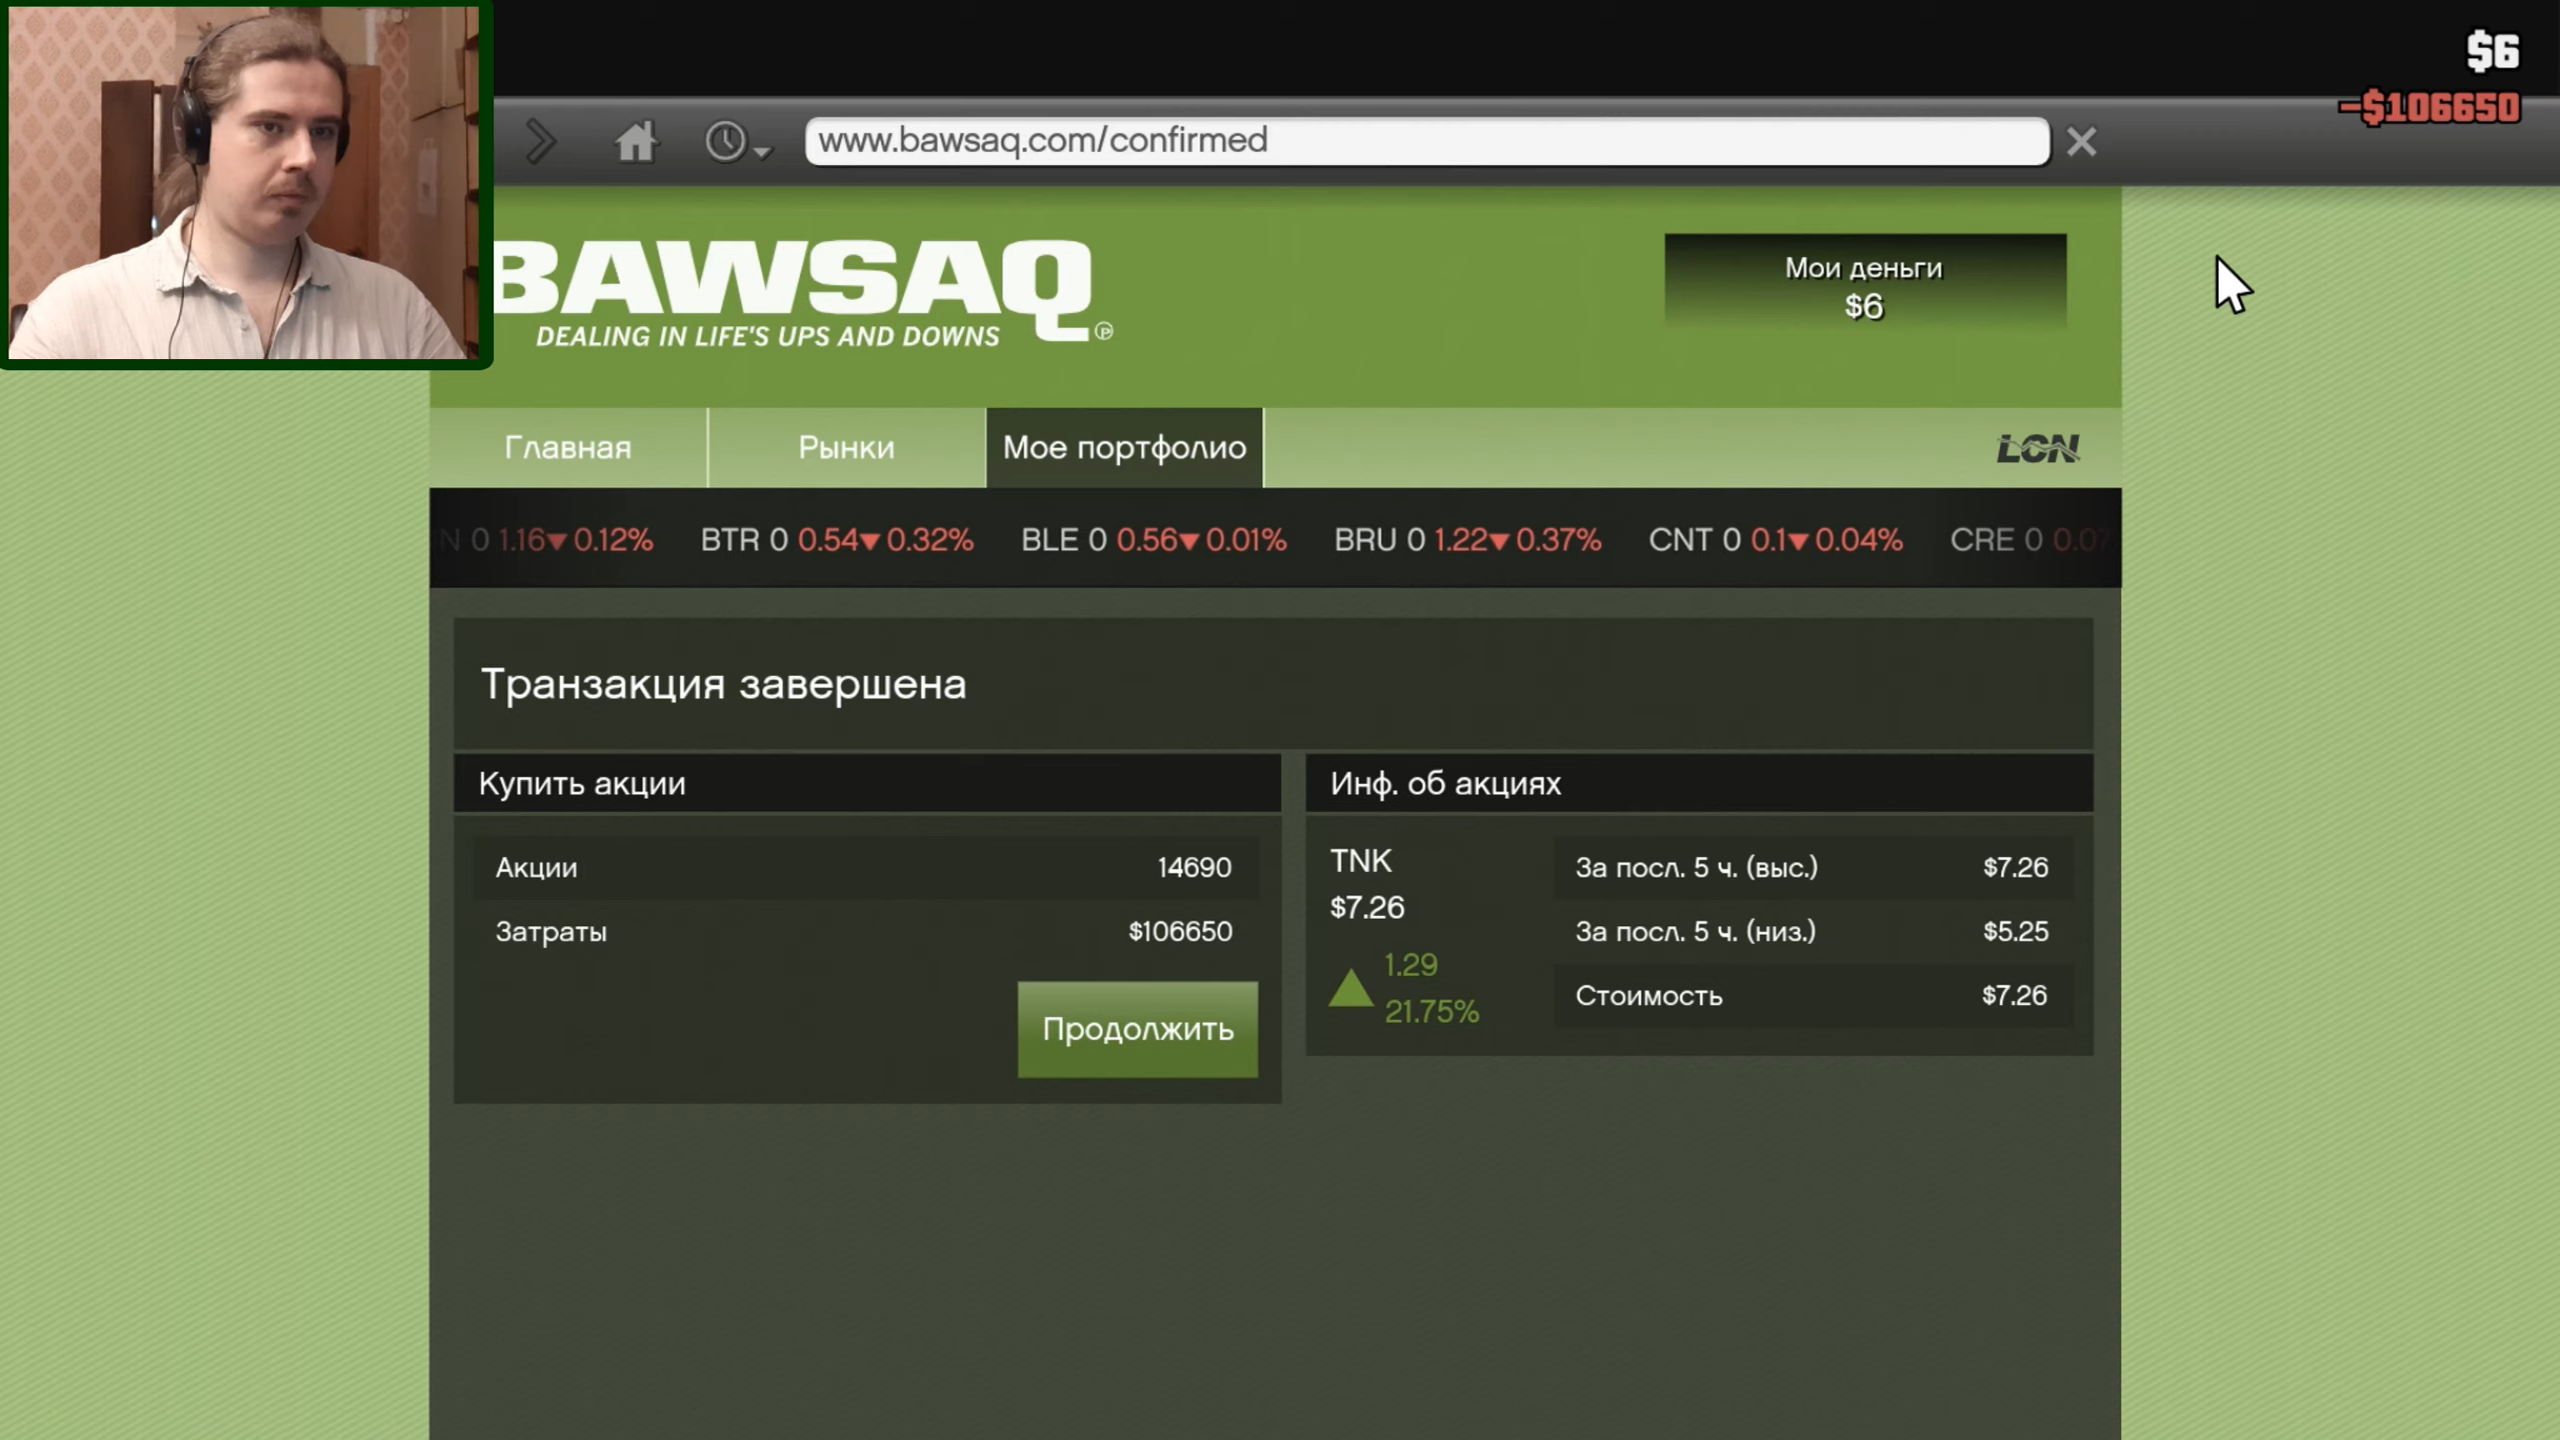 $6
-$106650
www.bawsaq.com/confirmed
BAWSAQ
DEALING IN LIFE'S UPS AND DOWNS
Мои деньги
$6
Главная
Рынки
Мое портфолио
LCN
N 0 1.16▼0.12% BTR 0 0.54▼0.32% BLE 0 0.56▼0.01% BRU 0 1.22▼0.37% CNT 0 0.1▼0.04% CRE 0 0.07
Транзакция завершена
Купить акции
Акции 14690
Затраты $106650
Продолжить
Инф. об акциях
TNK
$7.26
1.29
21.75%
За посл. 5 ч. (выс.) $7.26
За посл. 5 ч. (низ.) $5.25
Стоимость $7.26